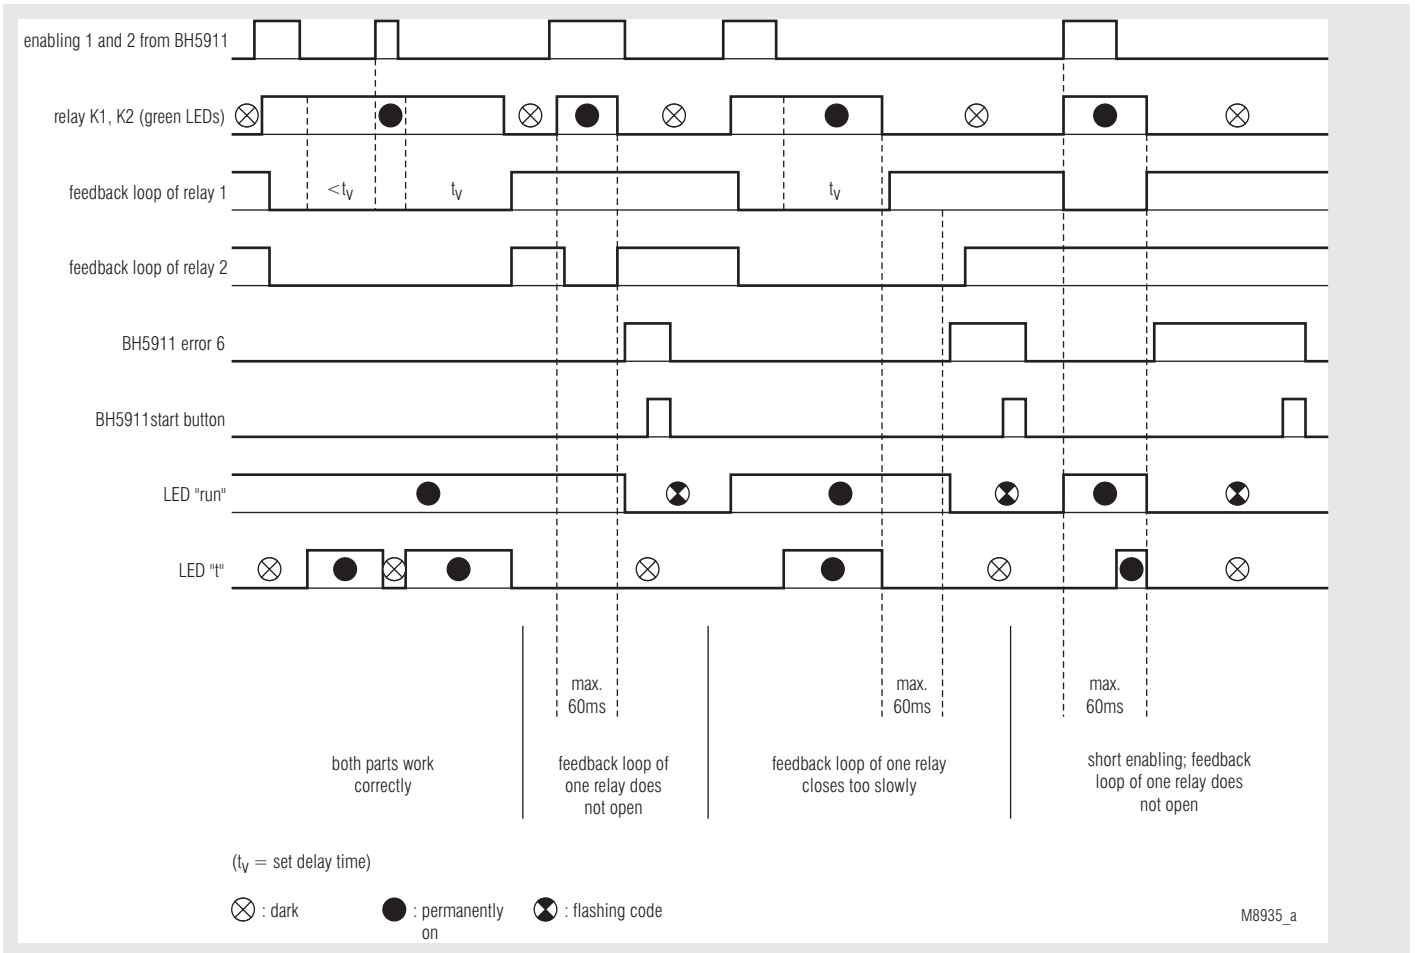 enabling 1 and 2 from BH5911
relay K1, K2 (green LEDs)
feedback loop of relay 1
<tv
tv
tv
feedback loop of relay 2
BH5911 error 6
BH5911start button
LED "run"
LED "t"
max.
60ms
max.
60ms
max.
60ms
both parts work
correctly
feedback loop of
one relay does
not open
feedback loop of one relay
closes too slowly
short enabling; feedback
loop of one relay does
not open
(tv = set delay time)
: dark
: permanently
on
: flashing code
M8935_a